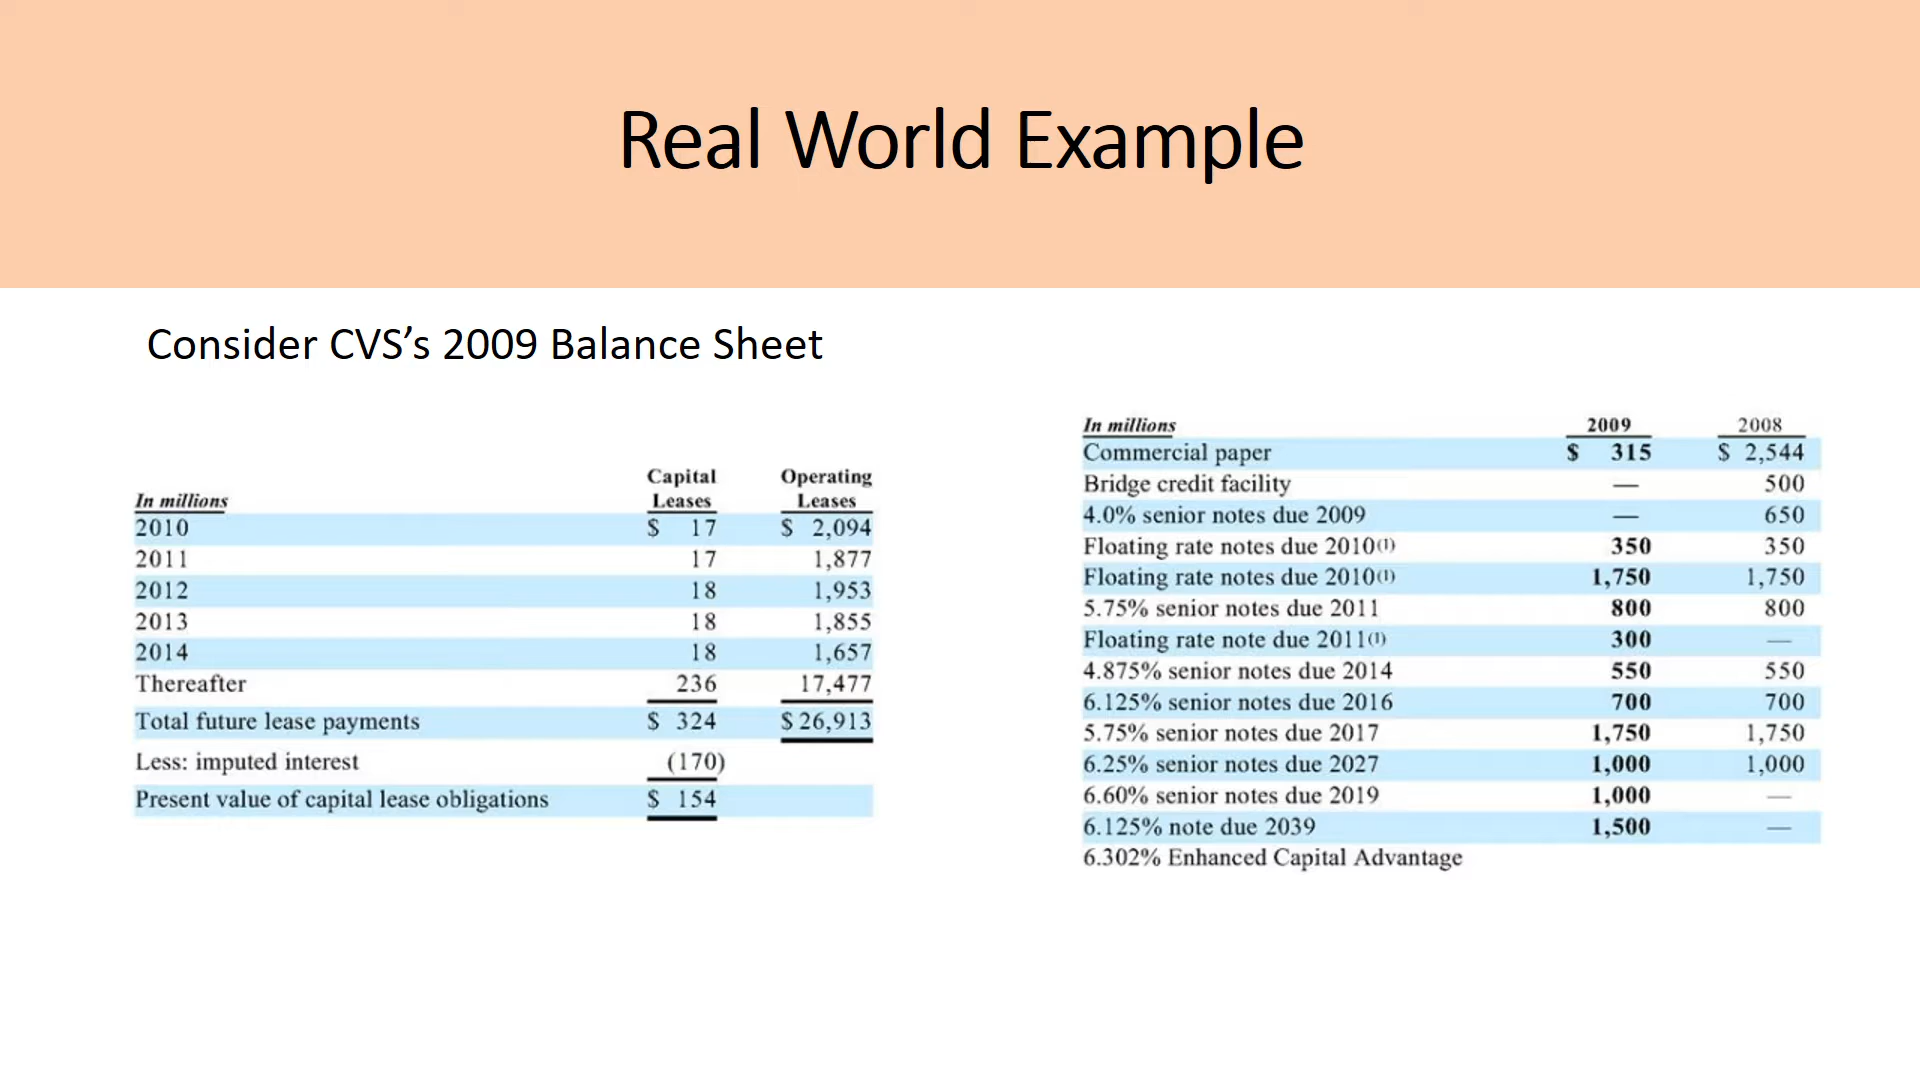 Real World Example
Consider CVS’s 2009 Balance Sheet
Capital Operating
In millions Leases Leases
2010 $ 17 $ 2,094
2011 17 1,877
2012 18 1,953
2013 18 1,855
2014 18 1,657
Thereafter 236 17,477
Total future lease payments $ 324 $ 26,913
Less: imputed interest (170)
Present value of capital lease obligations $ 154
In millions 2009 2008
Commercial paper $ 315 $ 2,544
Bridge credit facility — 500
4.0% senior notes due 2009 — 650
Floating rate notes due 2010(1) 350 350
Floating rate notes due 2010(1) 1,750 1,750
5.75% senior notes due 2011 800 800
Floating rate note due 2011(1) 300 —
4.875% senior notes due 2014 550 550
6.125% senior notes due 2016 700 700
5.75% senior notes due 2017 1,750 1,750
6.25% senior notes due 2027 1,000 1,000
6.60% senior notes due 2019 1,000 —
6.125% note due 2039 1,500 —
6.302% Enhanced Capital Advantage